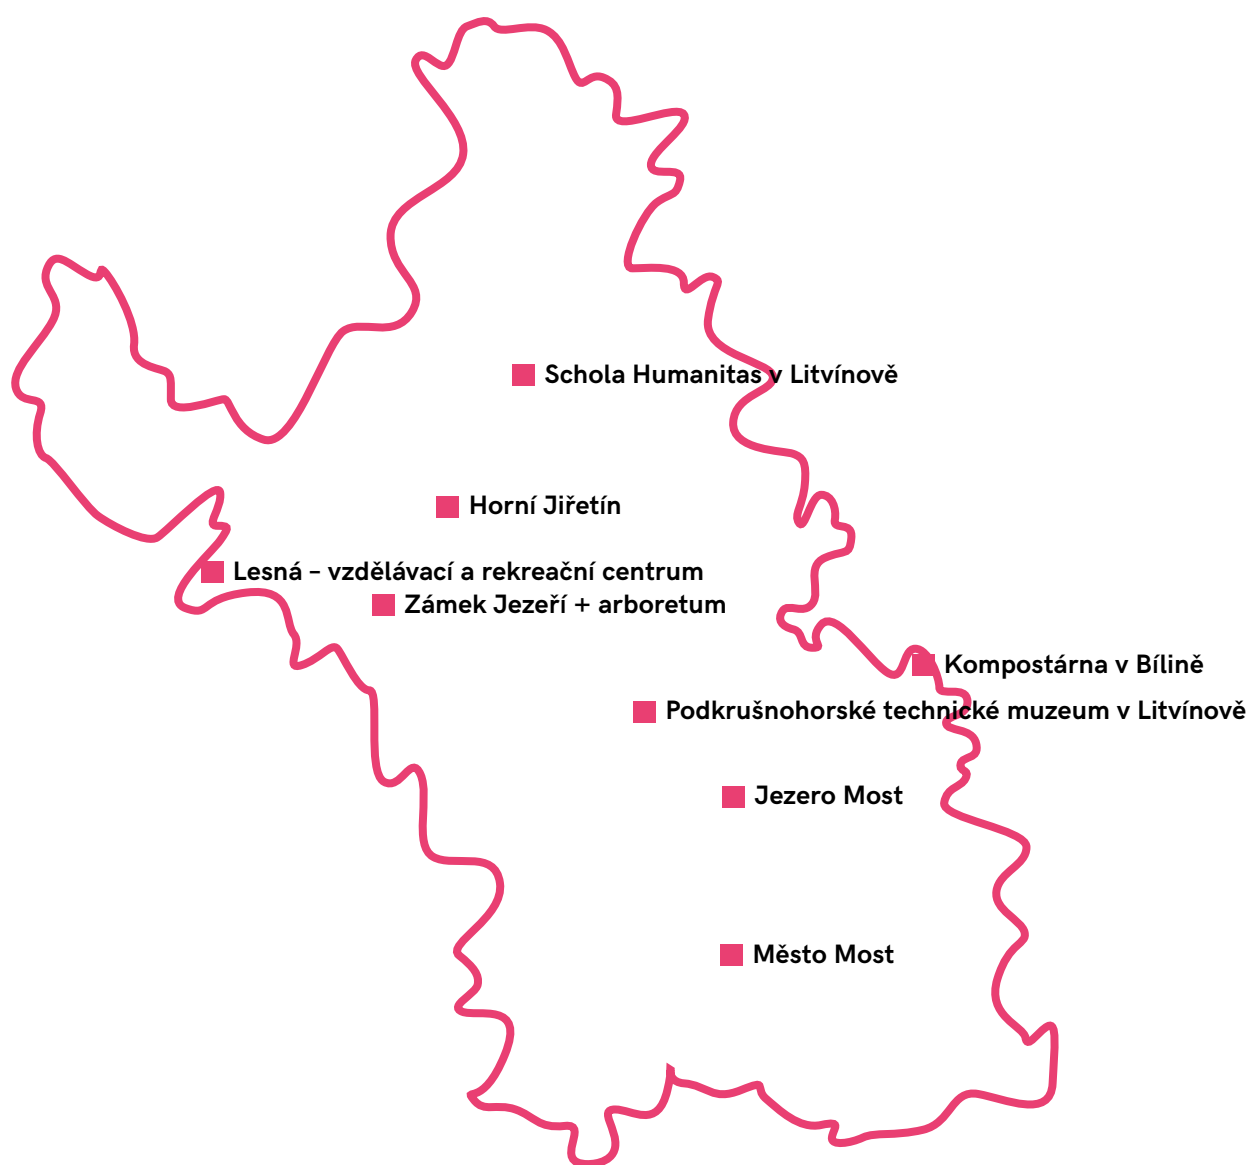 Schola Humanitas v Litvínově
Horní Jiřetín
Lesná – vzdělávací a rekreační centrum
Zámek Jezeří + arboretum
Kompostárna v Bílině
Podkrušnohorské technické muzeum v Litvínově
Jezero Most
Město Most